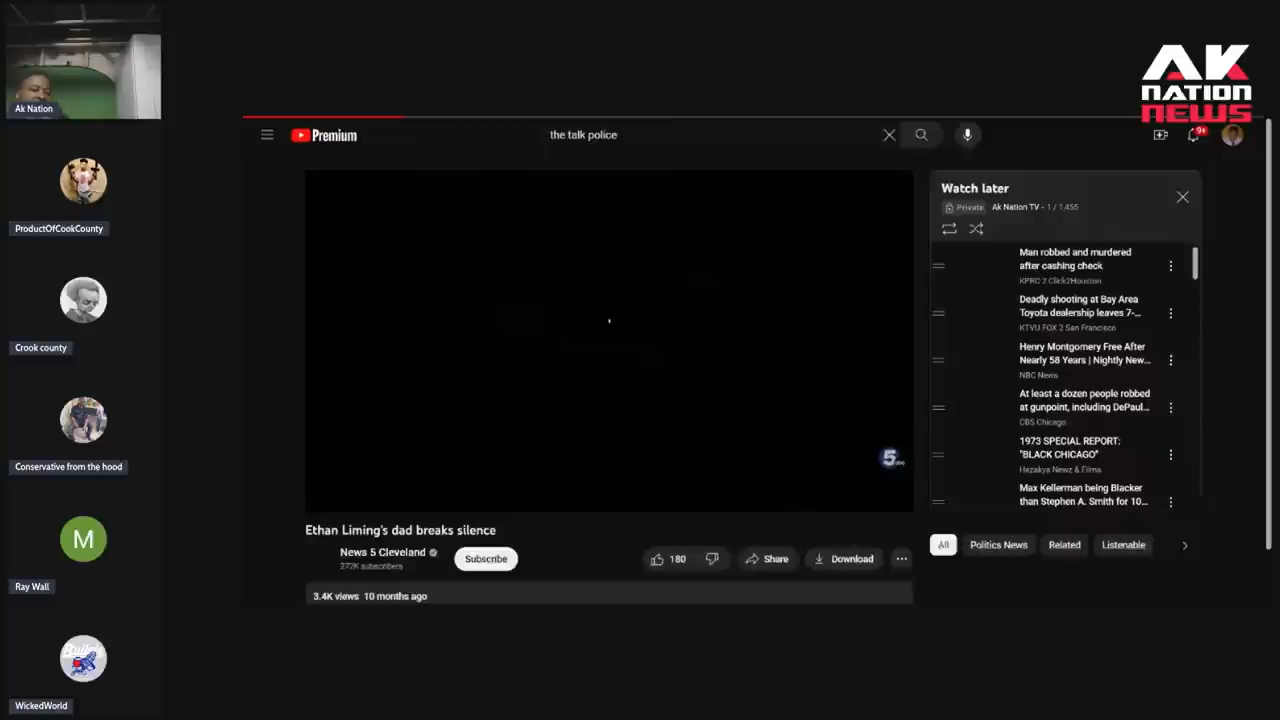 Ak Nation
ProductOfCookCounty
Crook county
Conservative from the hood
M
Ray Wall
WickedWorld
AK
NATION
NEWS
Premium
the talk police
9+
5
Ethan Liming's dad breaks silence
News 5 Cleveland
272K subscribers
Subscribe
180
Share
Download
3.4K views 10 months ago
Watch later
Private
Ak Nation TV - 1 / 1,455
Man robbed and murdered
after cashing check
KPRC 2 Click2Houston
Deadly shooting at Bay Area
Toyota dealership leaves 7-...
KTVU FOX 2 San Francisco
Henry Montgomery Free After
Nearly 58 Years | Nightly New...
NBC News
At least a dozen people robbed
at gunpoint, including DePaul...
CBS Chicago
1973 SPECIAL REPORT:
"BLACK CHICAGO"
Hezakya Newz & Films
Max Kellerman being Blacker
than Stephen A. Smith for 10...
All
Politics News
Related
Listenable